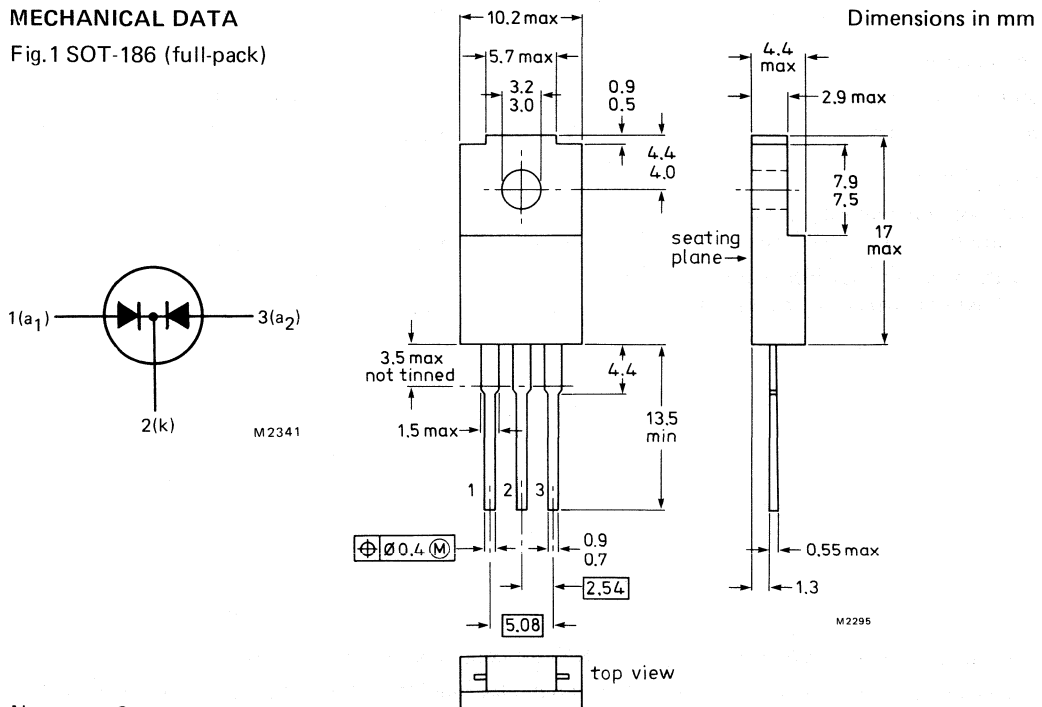 MECHANICAL DATA
Dimensions in mm
Fig.1 SOT-186 (full-pack)
10.2 max
5.7 max
3.2
3.0
0.9
0.5
4.4
4.0
4.4
max
2.9 max
7.9
7.5
17
max
seating
plane
1(a1)
3(a2)
2(k)
M2341
3.5 max
not tinned
4.4
1.5 max
13.5
min
1
2
3
⌖ Ø0.4 Ⓜ
0.9
0.7
2.54
5.08
0.55 max
1.3
M2295
top view